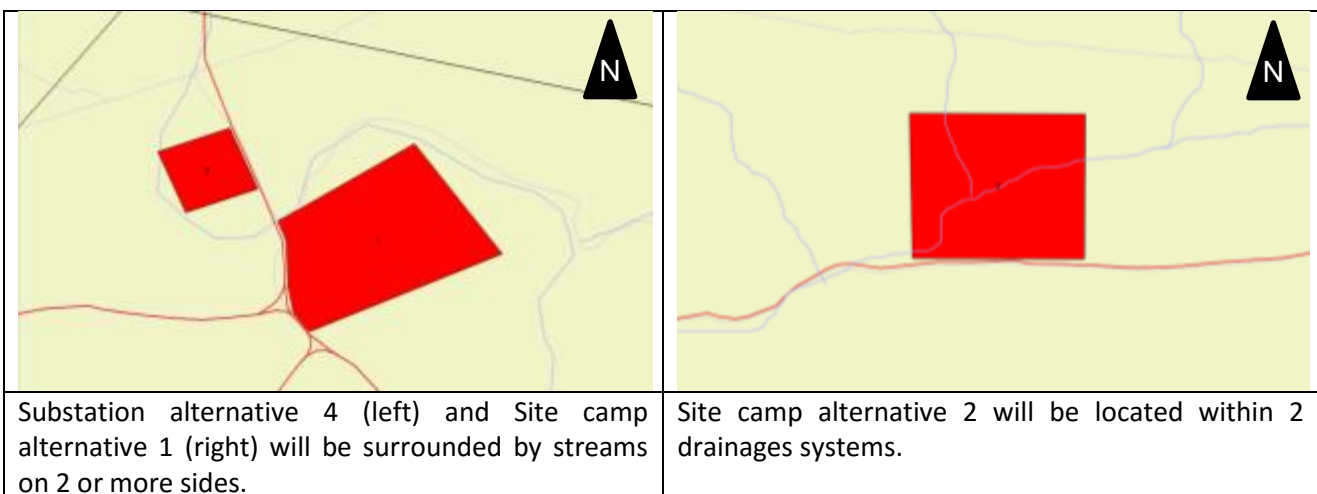 N
N
Substation alternative 4 (left) and Site camp
alternative 1 (right) will be surrounded by streams
on 2 or more sides.
Site camp alternative 2 will be located within 2
drainages systems.